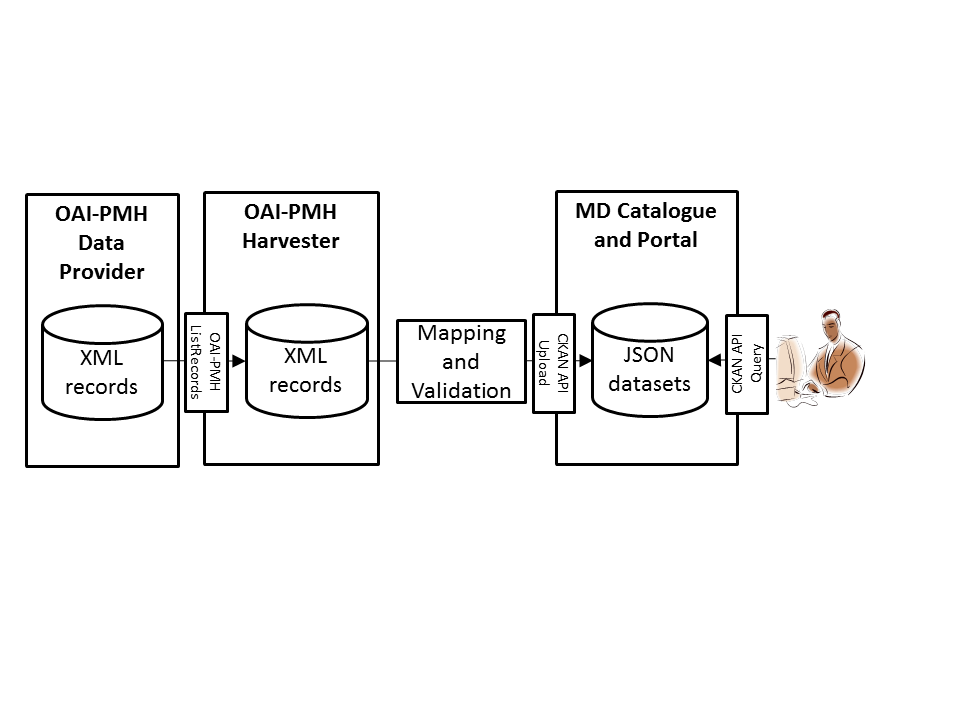 OAI-PMH
Data
Provider
XML
records
OAI-PMH
ListRecords
OAI-PMH
Harvester
XML
records
Mapping
and
Validation
CKAN API
Upload
MD Catalogue
and Portal
JSON
datasets
CKAN API
Query